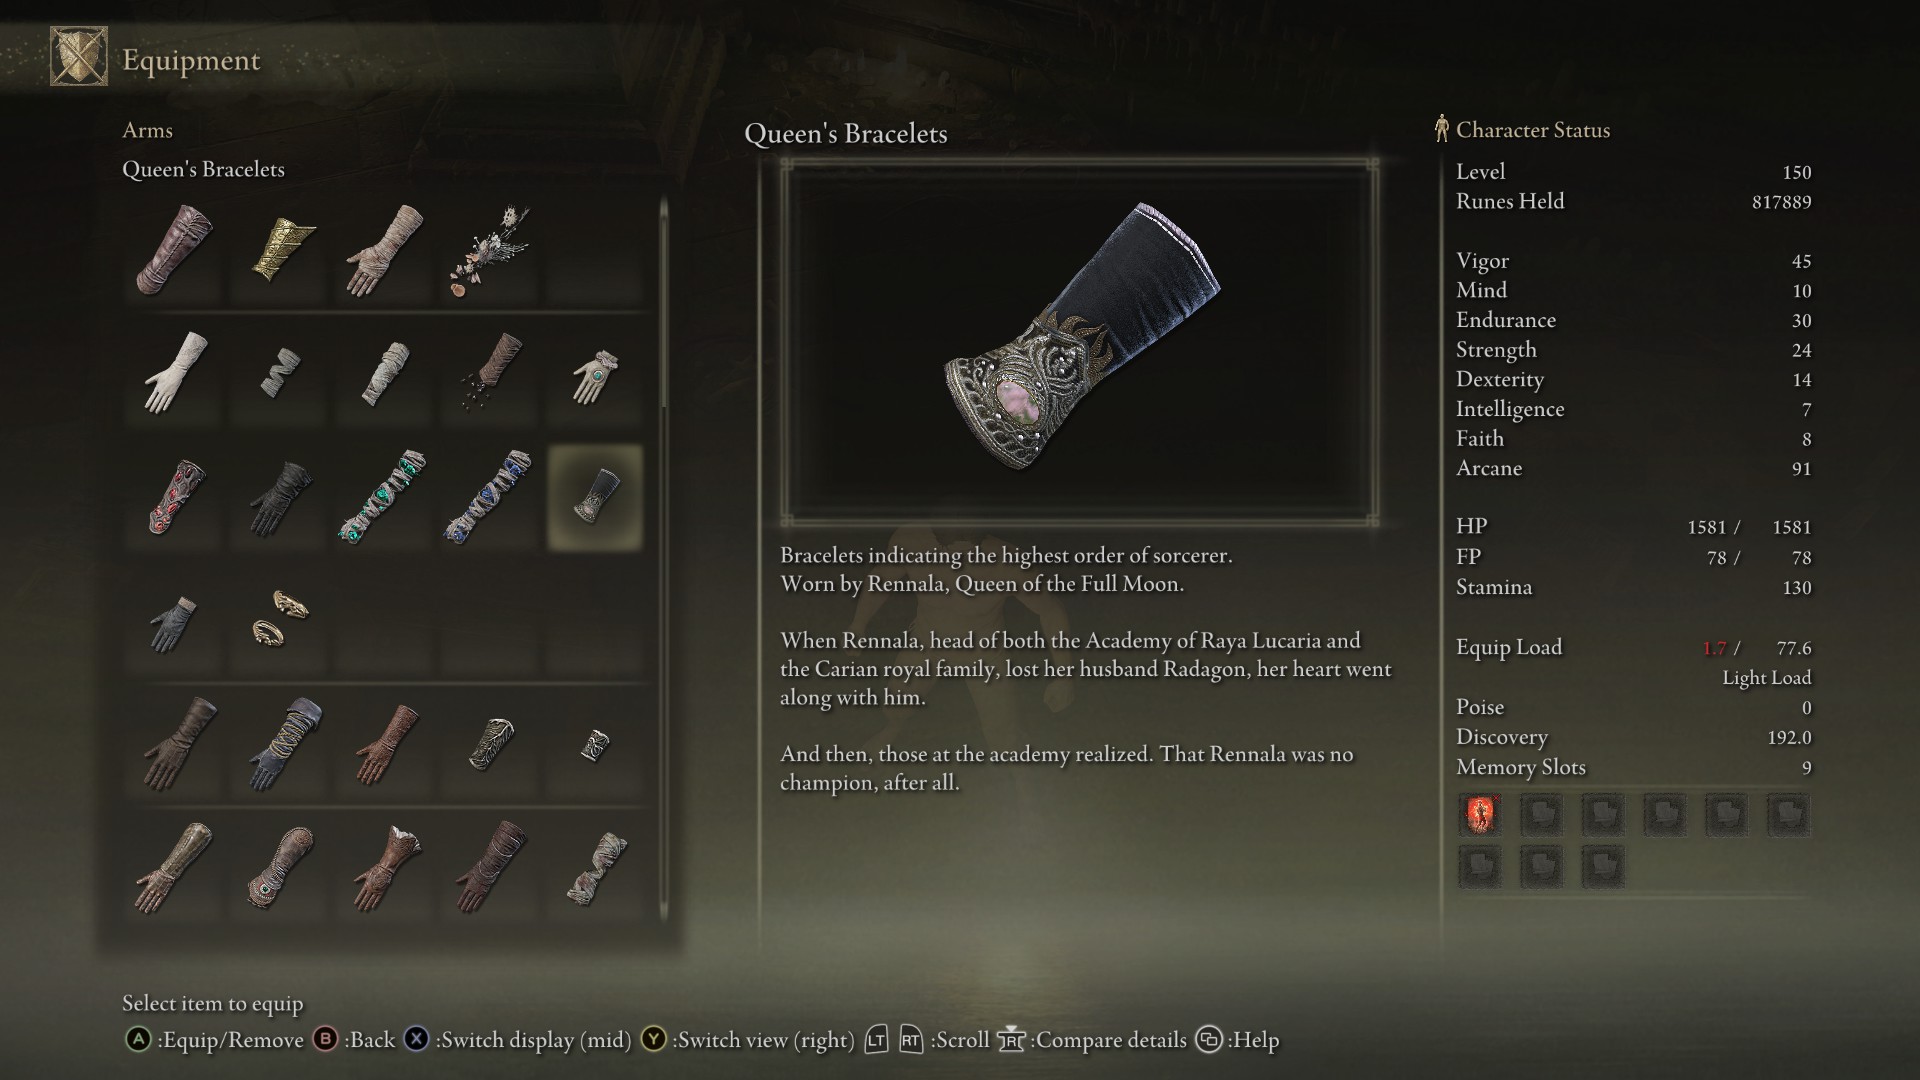 Equipment
Arms
Queen's Bracelets
Queen's Bracelets
Bracelets indicating the highest order of sorcerer.
Worn by Rennala, Queen of the Full Moon.
When Rennala, head of both the Academy of Raya Lucaria and
the Carian royal family, lost her husband Radagon, her heart went
along with him.
And then, those at the academy realized. That Rennala was no
champion, after all.
Character Status
Level 150
Runes Held 817889
Vigor 45
Mind 10
Endurance 30
Strength 24
Dexterity 14
Intelligence 7
Faith 8
Arcane 91
HP 1581 / 1581
FP 78 / 78
Stamina 130
Equip Load 1.7 / 77.6
Light Load
Poise 0
Discovery 192.0
Memory Slots 9
Select item to equip
A :Equip/Remove B :Back X :Switch display (mid) Y :Switch view (right) LT RT :Scroll R :Compare details :Help